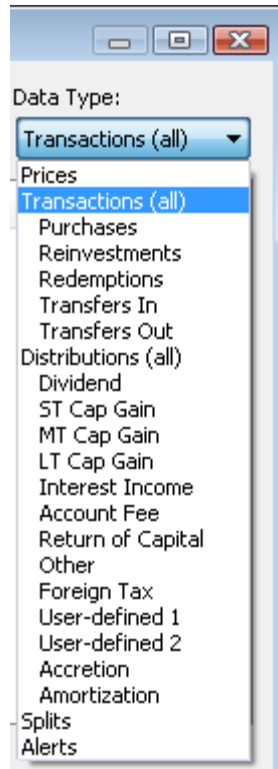 Data Type:
Transactions (all)
Prices
Transactions (all)
Purchases
Reinvestments
Redemptions
Transfers In
Transfers Out
Distributions (all)
Dividend
ST Cap Gain
MT Cap Gain
LT Cap Gain
Interest Income
Account Fee
Return of Capital
Other
Foreign Tax
User-defined 1
User-defined 2
Accretion
Amortization
Splits
Alerts